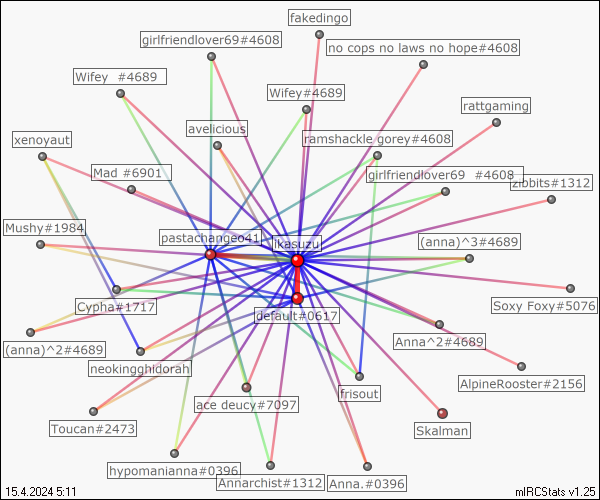 fakedingo
girlfriendlover69#4608
no cops no laws no hope#4608
Wifey #4689
Wifey#4689
rattgaming
avelicious
xenoyaut
ramshackle gorey#4608
Mad #6901
girlfriendlover69 #4608
zibbits#1312
Mushy#1984
pastachangeo41
likasuzu
(anna)^3#4689
Cypha#1717
Soxy Foxy#5076
default#0617
(anna)^2#4689
Anna^2#4689
neokingghidorah
AlpineRooster#2156
frisout
ace deucy#7097
Toucan#2473
Skalman
hypomanianna#0396
Annarchist#1312
Anna.#0396
15.4.2024 5:11
mIRCStats v1.25